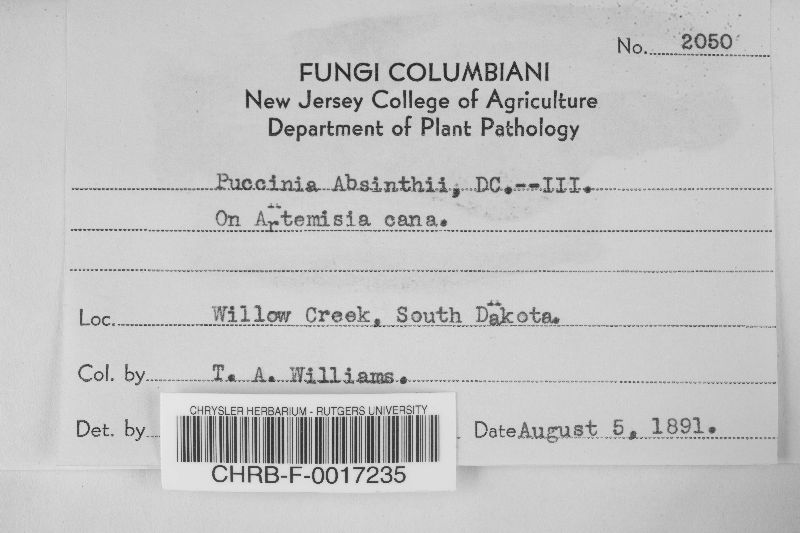 No. 2050
FUNGI COLUMBIANI
New Jersey College of Agriculture
Department of Plant Pathology
Puccinia Absinthii, DC.--III.
On Artemisia cana.
Loc. Willow Creek, South Dakota.
Col. by T. A. Williams.
Det. by Date August 5, 1891.
CHRYSLER HERBARIUM - RUTGERS UNIVERSITY
CHRB-F-0017235